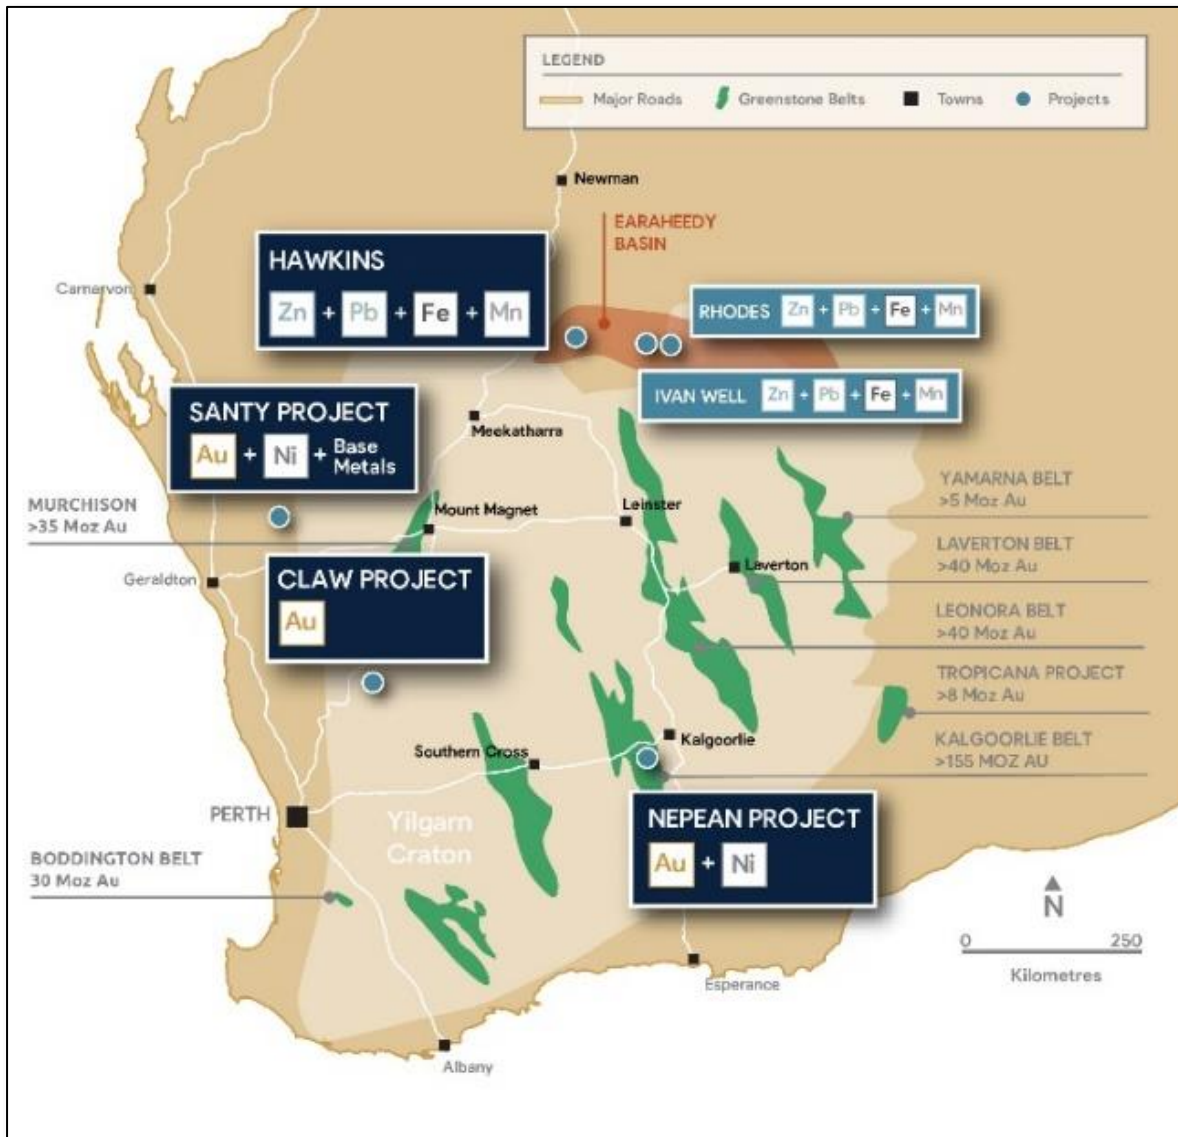 LEGEND
Major Roads
Greenstone Belts
Towns
Projects
Newman
EARAHEEDY
BASIN
HAWKINS
Zn + Pb + Fe + Mn
Carnarvon
RHODES Zn + Pb + Fe + Mn
IVAN WELL Zn + Pb + Fe + Mn
SANTY PROJECT
Au + Ni + Base
Metals
Meekatharra
MURCHISON
>35 Moz Au
Mount Magnet
Leinster
YAMARNA BELT
>5 Moz Au
Geraldton
CLAW PROJECT
Au
Laverton
LAVERTON BELT
>40 Moz Au
LEONORA BELT
>40 Moz Au
TROPICANA PROJECT
>8 Moz Au
Southern Cross
Kalgoorlie
KALGOORLIE BELT
>155 MOZ AU
PERTH
Yilgarn
Craton
NEPEAN PROJECT
Au + Ni
BODDINGTON BELT
30 Moz Au
N
0 250
Kilometres
Esperance
Albany